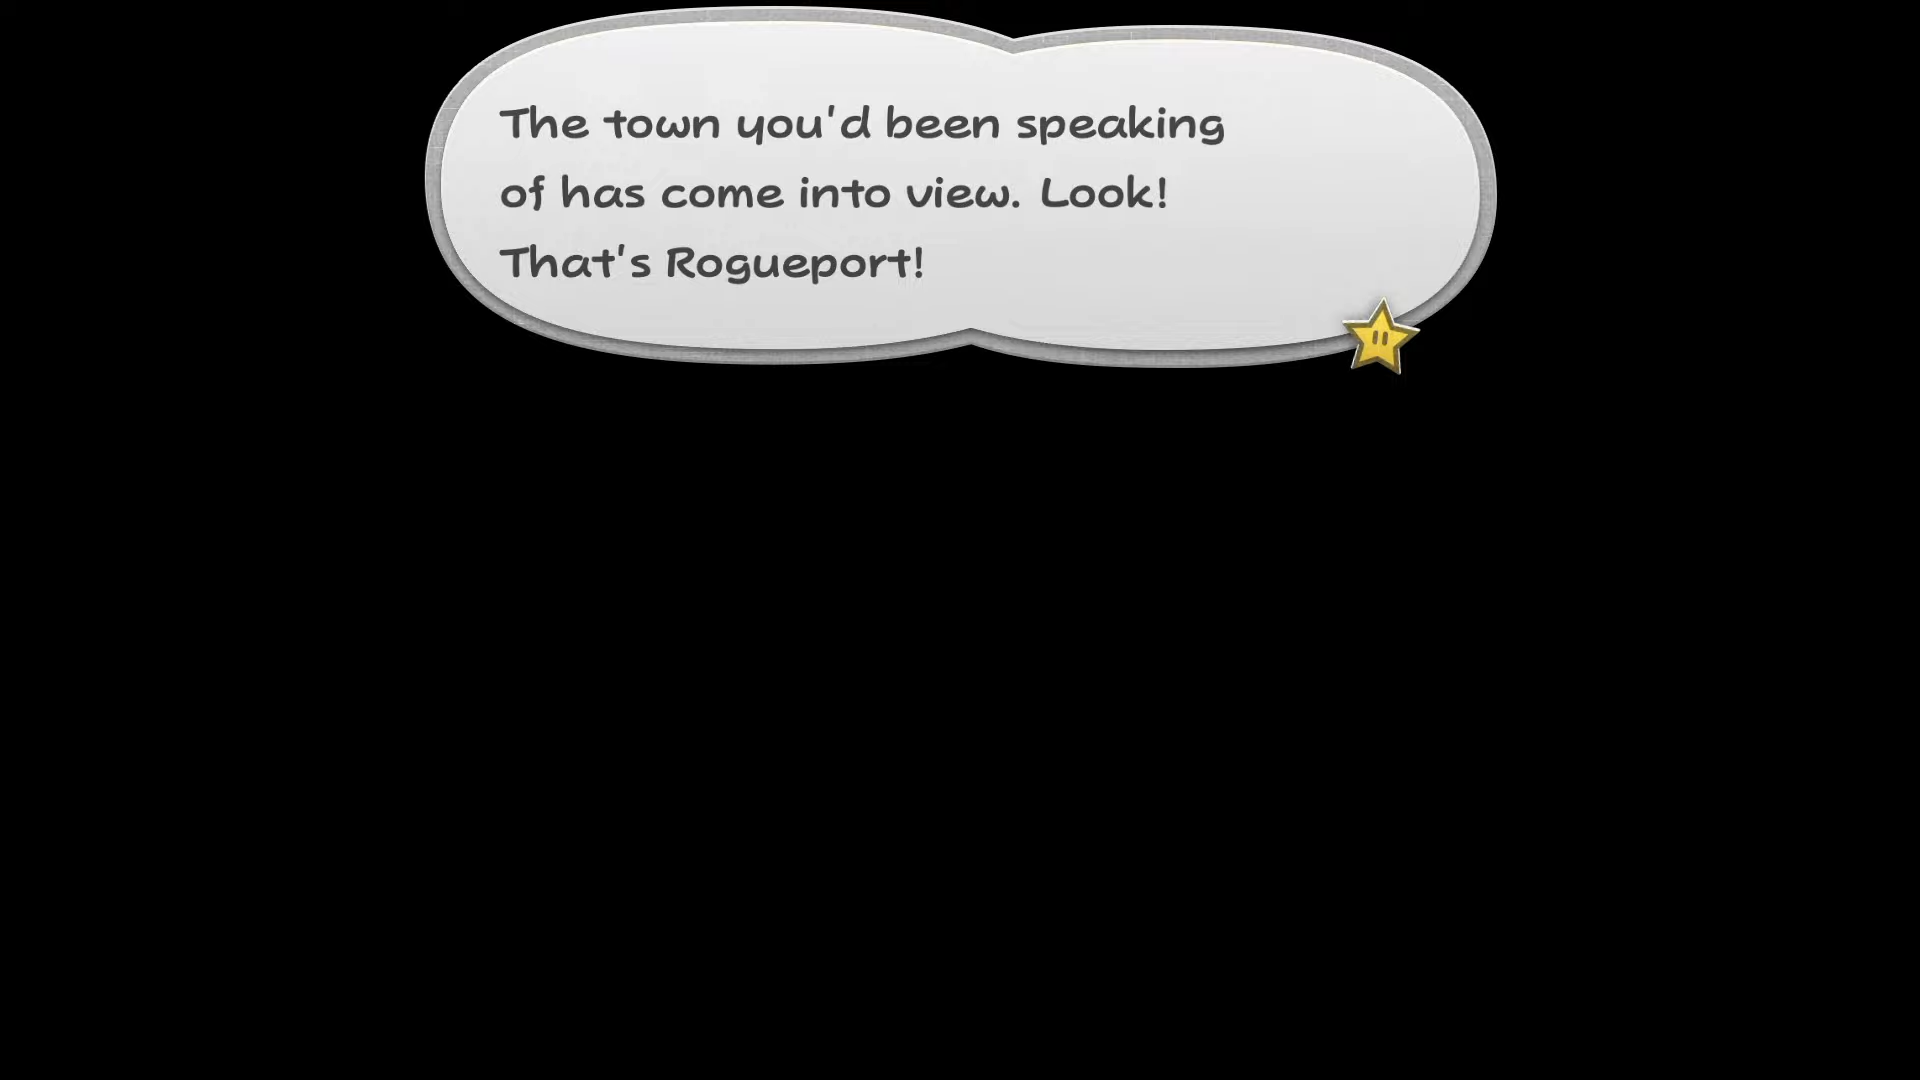 The town you'd been speaking
of has come into view. Look!
That's Rogueport!